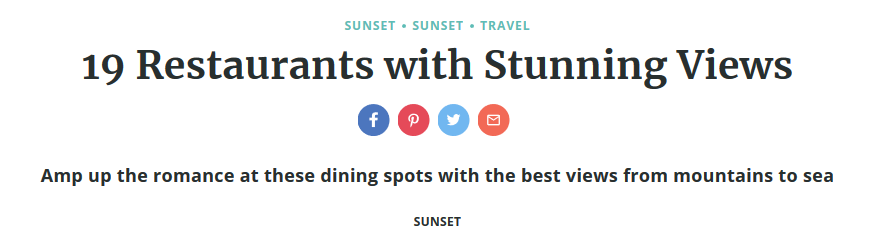 SUNSET • SUNSET • TRAVEL
19 Restaurants with Stunning Views
Amp up the romance at these dining spots with the best views from mountains to sea
SUNSET